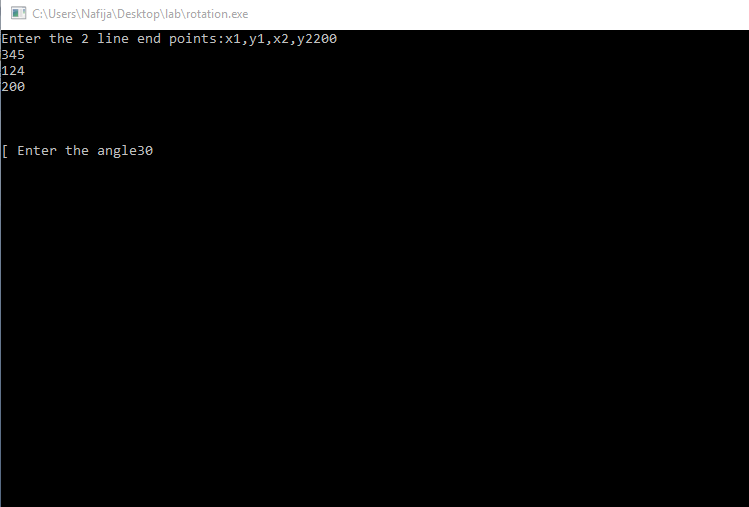 C:\Users\Nafija\Desktop\lab\rotation.exe
Enter the 2 line end points:x1,y1,x2,y2200
345
124
200
[ Enter the angle30